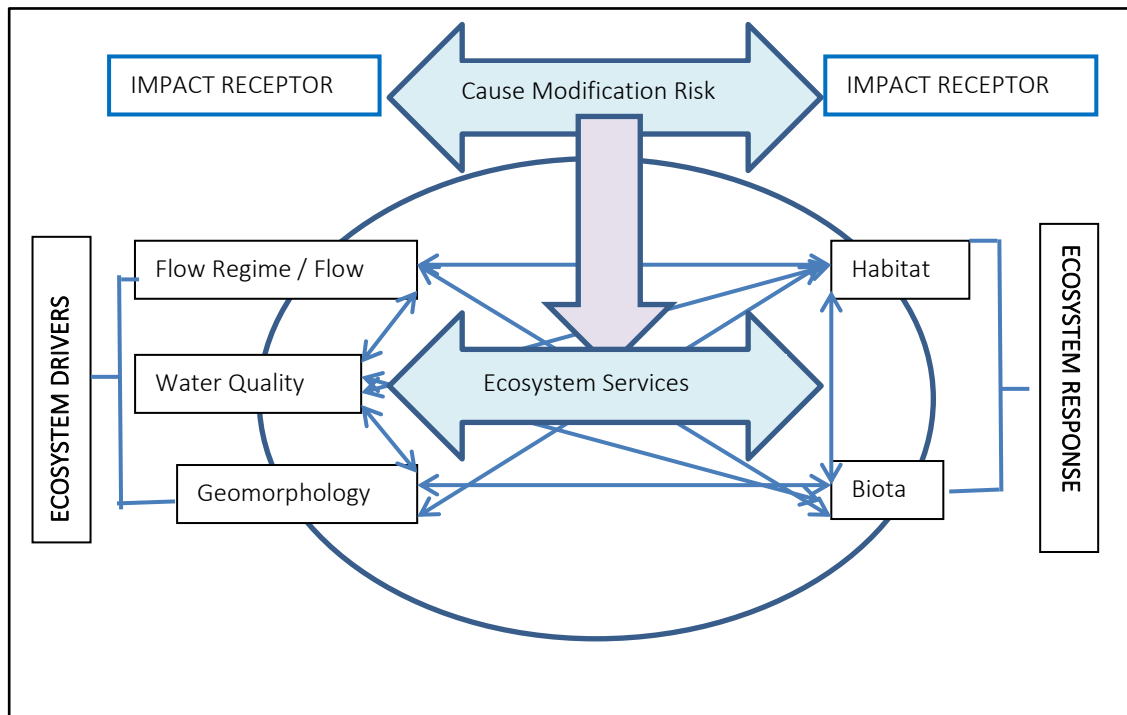 IMPACT RECEPTOR
Cause Modification Risk
IMPACT RECEPTOR
ECOSYSTEM DRIVERS
Flow Regime / Flow
Water Quality
Geomorphology
Ecosystem Services
Habitat
Biota
ECOSYSTEM RESPONSE